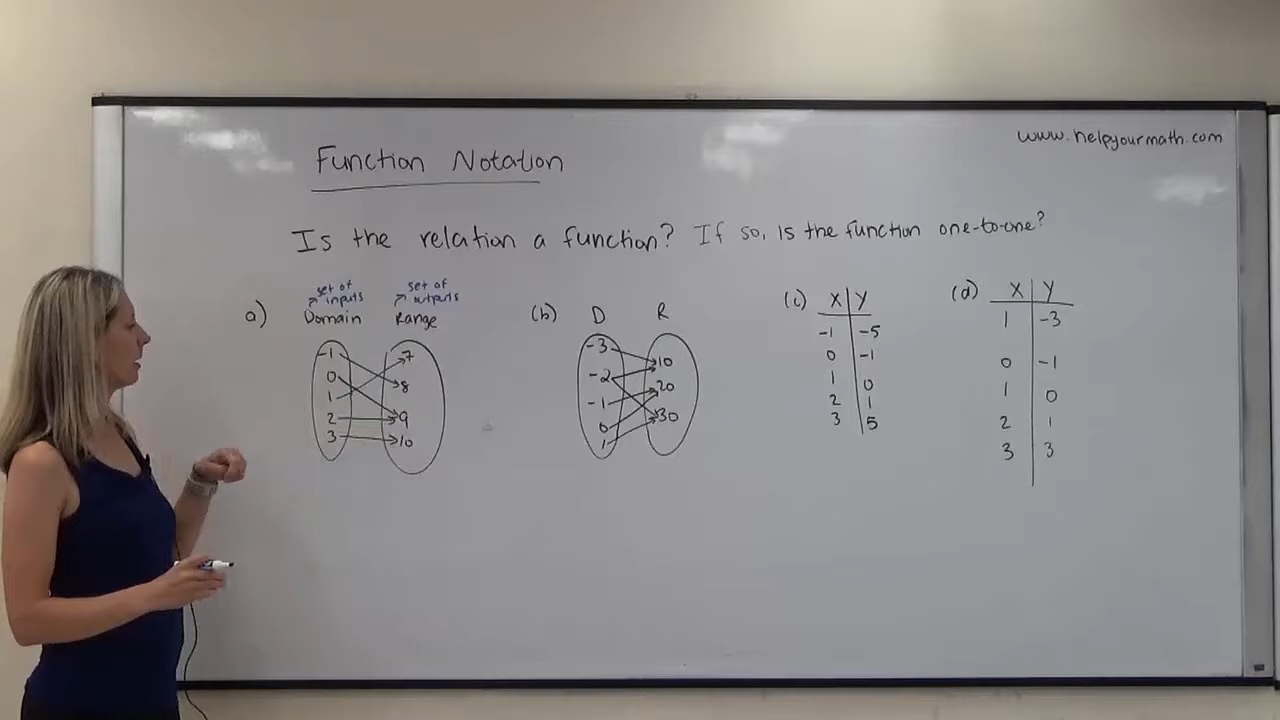 www.helpyourmath.com
Function Notation
Is the relation a function? If so, is the function one-to-one?
a)
set of inputs
Domain
set of outputs
Range
-1
0
1
2
3
7
8
9
10
(b)
D
R
-3
-2
-1
0
1
10
20
30
(c)
X Y
-1 -5
0 -1
1 0
2 1
3 5
(d)
X Y
1 -3
0 -1
1 0
2 1
3 3